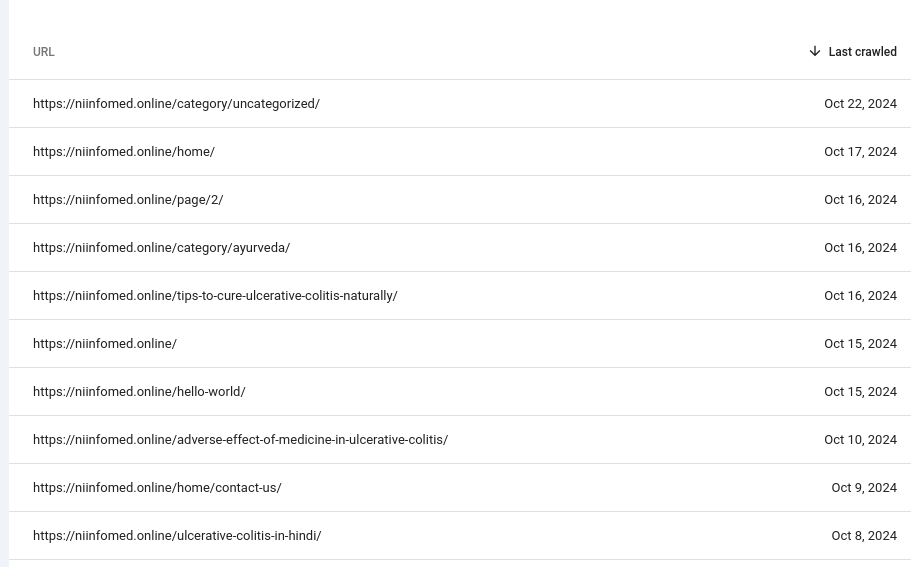 URL Last crawled
https://niinfomed.online/category/uncategorized/ Oct 22, 2024
https://niinfomed.online/home/ Oct 17, 2024
https://niinfomed.online/page/2/ Oct 16, 2024
https://niinfomed.online/category/ayurveda/ Oct 16, 2024
https://niinfomed.online/tips-to-cure-ulcerative-colitis-naturally/ Oct 16, 2024
https://niinfomed.online/ Oct 15, 2024
https://niinfomed.online/hello-world/ Oct 15, 2024
https://niinfomed.online/adverse-effect-of-medicine-in-ulcerative-colitis/ Oct 10, 2024
https://niinfomed.online/home/contact-us/ Oct 9, 2024
https://niinfomed.online/ulcerative-colitis-in-hindi/ Oct 8, 2024